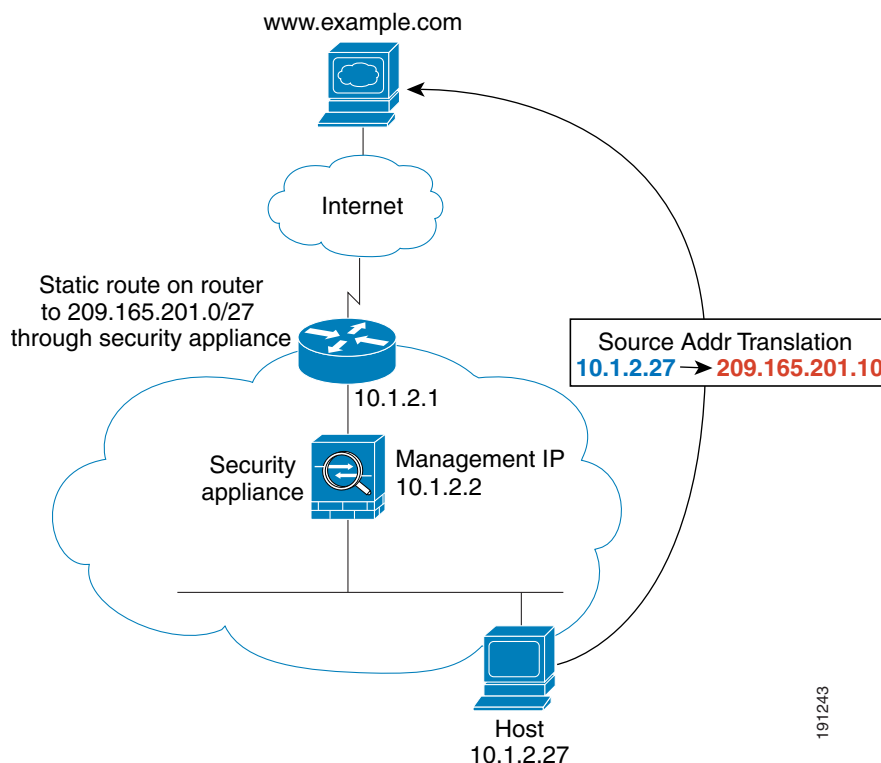 www.example.com
Internet
Static route on router
to 209.165.201.0/27
through security appliance
Source Addr Translation
10.1.2.27 209.165.201.10
10.1.2.1
Security
appliance
Management IP
10.1.2.2
Host
10.1.2.27
191243